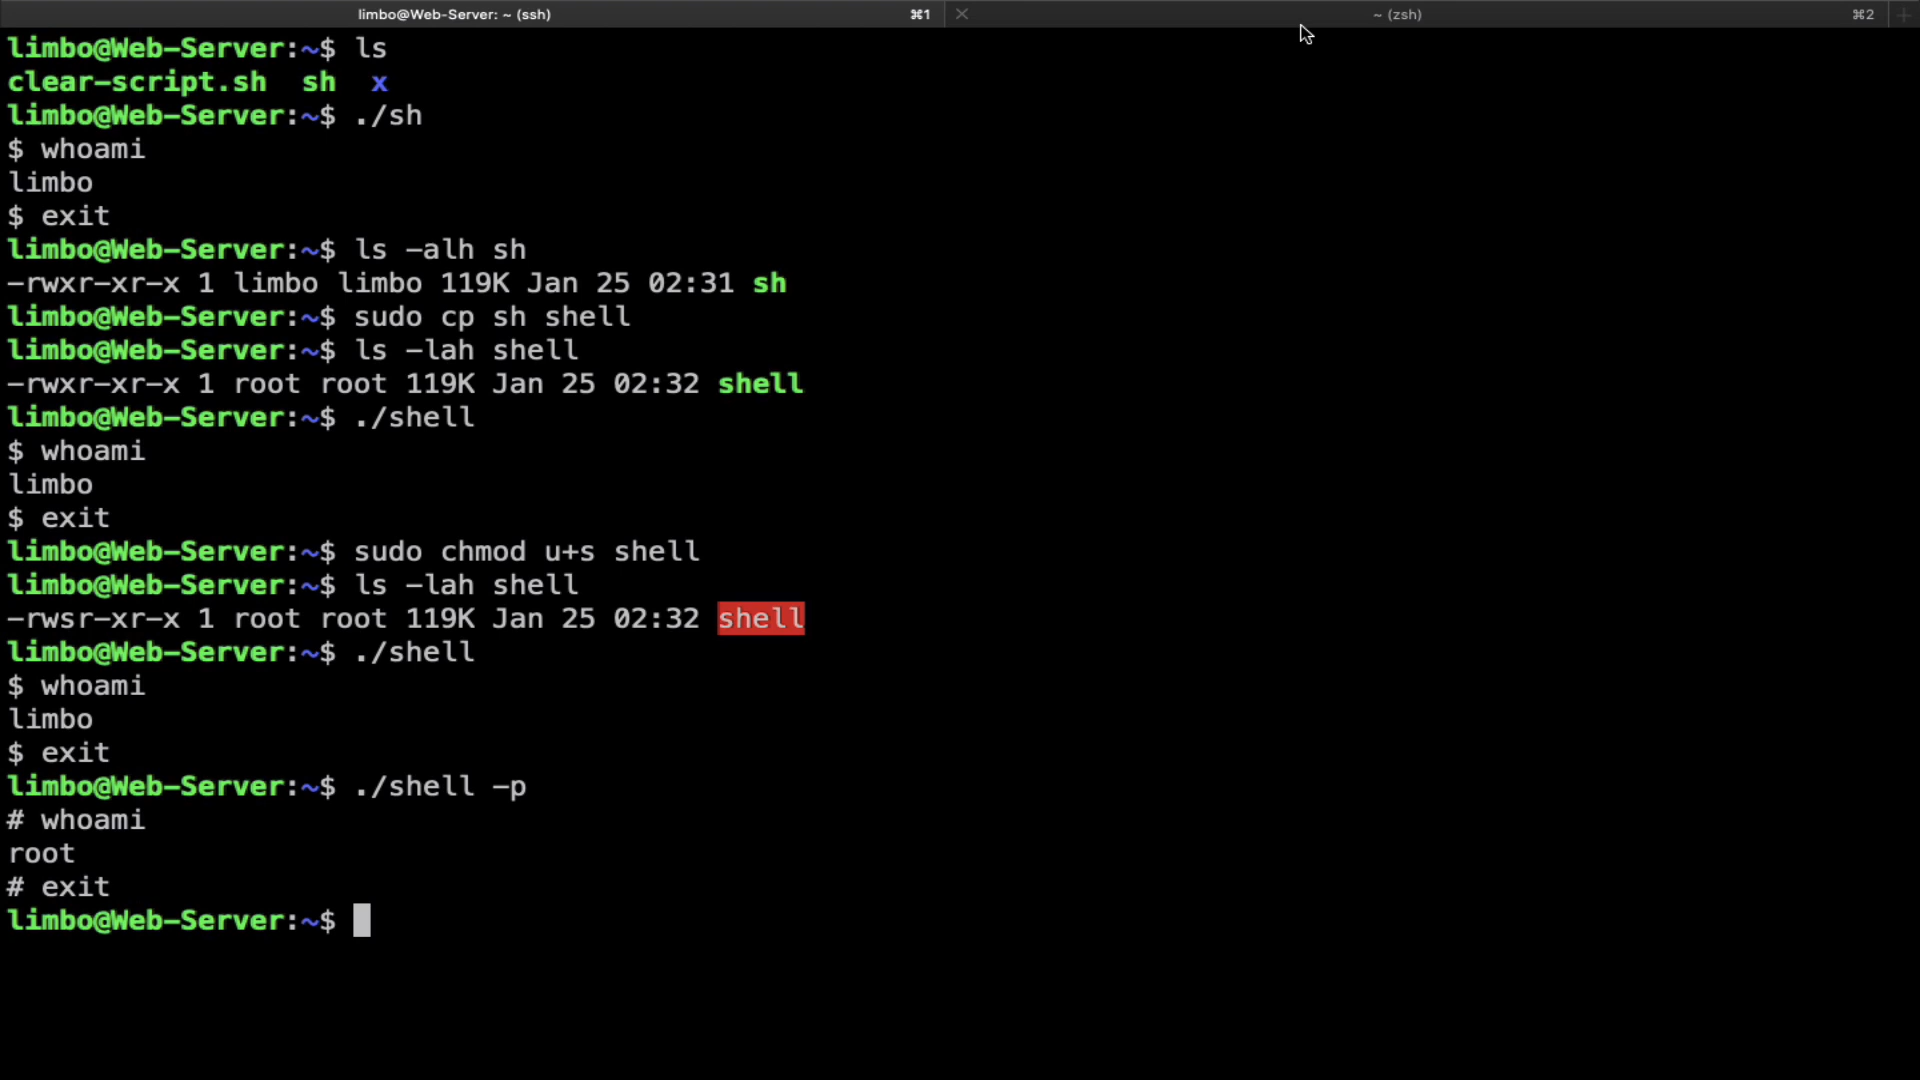 limbo@Web-Server: ~ (ssh) ⌘1 ~ (zsh) ⌘2
limbo@Web-Server:~$ ls
clear-script.sh sh x
limbo@Web-Server:~$ ./sh
$ whoami
limbo
$ exit
limbo@Web-Server:~$ ls -alh sh
-rwxr-xr-x 1 limbo limbo 119K Jan 25 02:31 sh
limbo@Web-Server:~$ sudo cp sh shell
limbo@Web-Server:~$ ls -lah shell
-rwxr-xr-x 1 root root 119K Jan 25 02:32 shell
limbo@Web-Server:~$ ./shell
$ whoami
limbo
$ exit
limbo@Web-Server:~$ sudo chmod u+s shell
limbo@Web-Server:~$ ls -lah shell
-rwsr-xr-x 1 root root 119K Jan 25 02:32 shell
limbo@Web-Server:~$ ./shell
$ whoami
limbo
$ exit
limbo@Web-Server:~$ ./shell -p
# whoami
root
# exit
limbo@Web-Server:~$